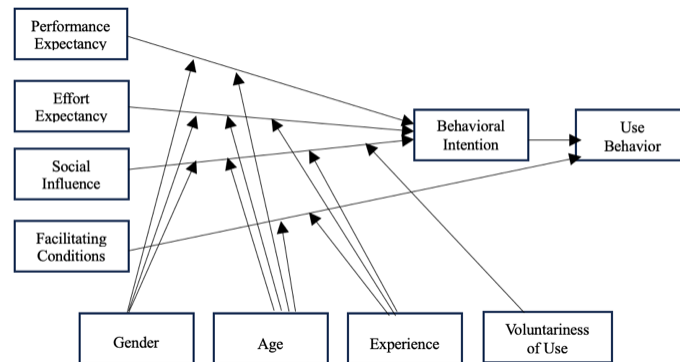 Performance
Expectancy
Effort
Expectancy
Social
Influence
Facilitating
Conditions
Behavioral
Intention
Use
Behavior
Gender
Age
Experience
Voluntariness
of Use